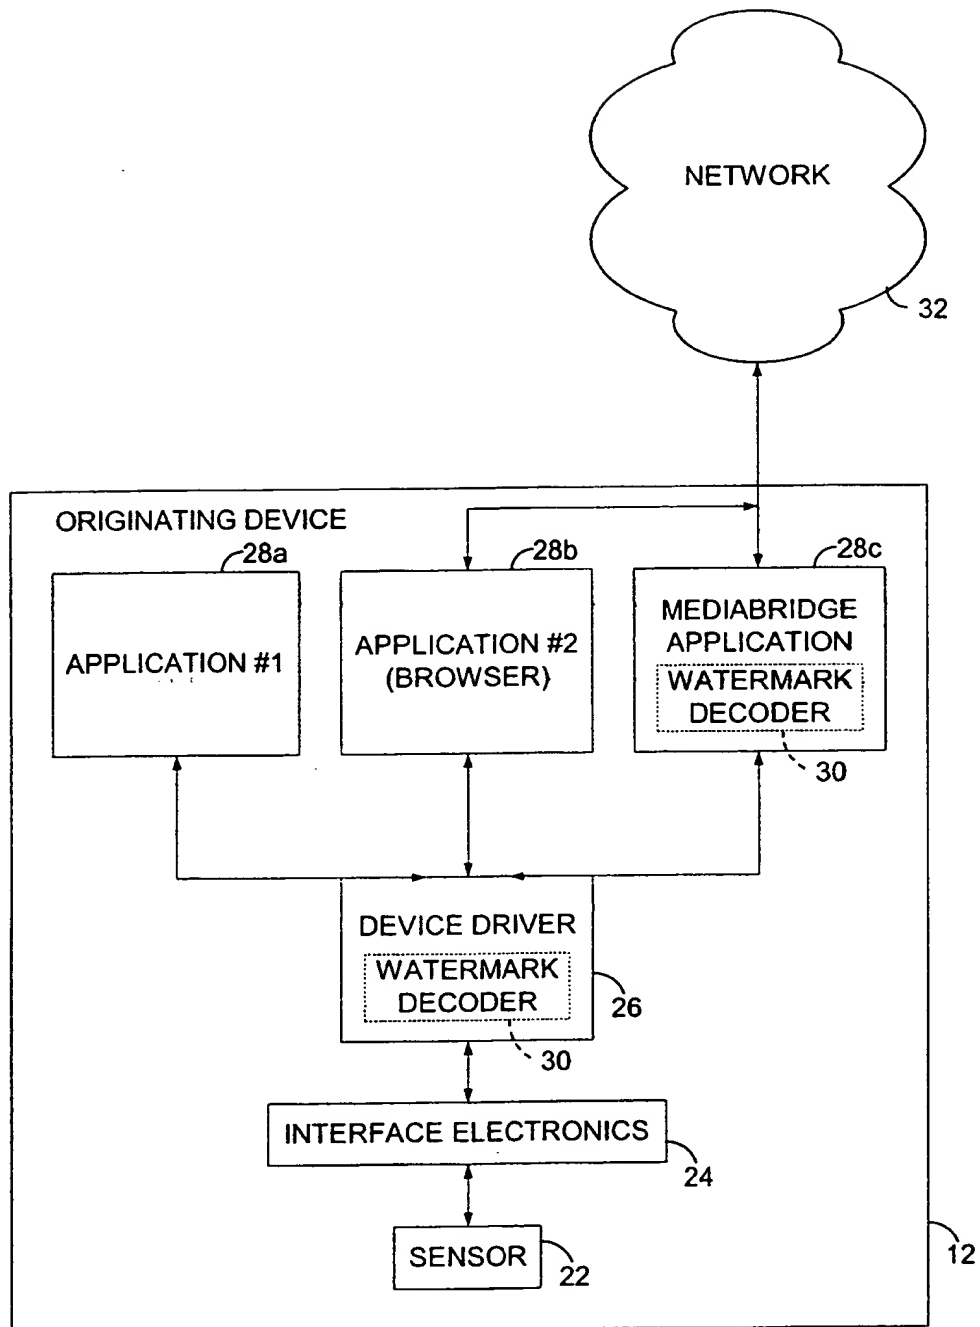 NETWORK
32
ORIGINATING DEVICE
28a
28b
28c
APPLICATION #1
APPLICATION #2
(BROWSER)
MEDIABRIDGE
APPLICATION
WATERMARK
DECODER
30
DEVICE DRIVER
WATERMARK
DECODER
26
30
INTERFACE ELECTRONICS
24
SENSOR
22
12